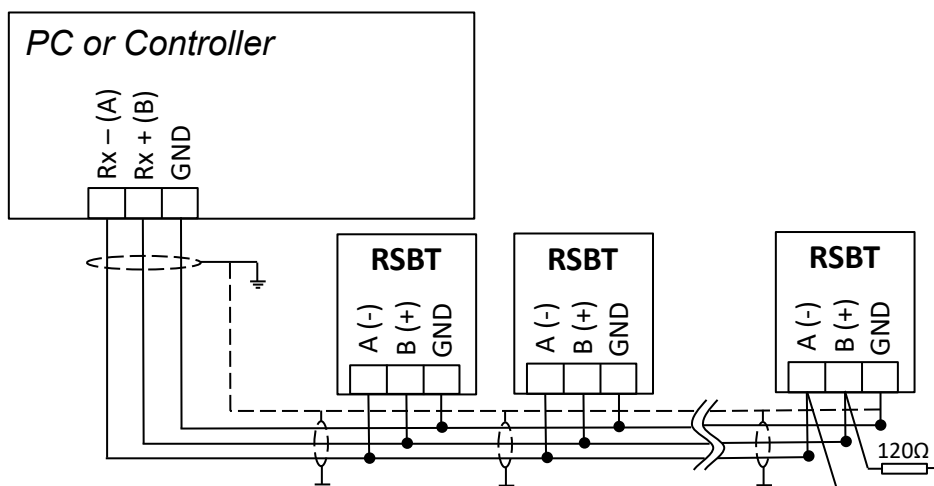 PC or Controller
Rx – (A)
Rx + (B)
GND
RSBT
A (-)
B (+)
GND
RSBT
A (-)
B (+)
GND
RSBT
A (-)
B (+)
GND
120Ω